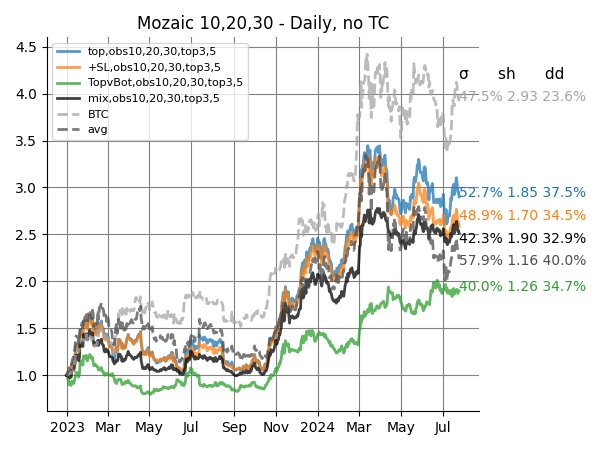 Mozaic 10,20,30 - Daily, no TC
top,obs10,20,30,top3,5
+SL,obs10,20,30,top3,5
TopvBot,obs10,20,30,top3,5
mix,obs10,20,30,top3,5
BTC
avg
σ sh dd
47.5% 2.93 23.6%
52.7% 1.85 37.5%
48.9% 1.70 34.5%
42.3% 1.90 32.9%
57.9% 1.16 40.0%
40.0% 1.26 34.7%
4.5
4.0
3.5
3.0
2.5
2.0
1.5
1.0
2023 Mar May Jul Sep Nov 2024 Mar May Jul